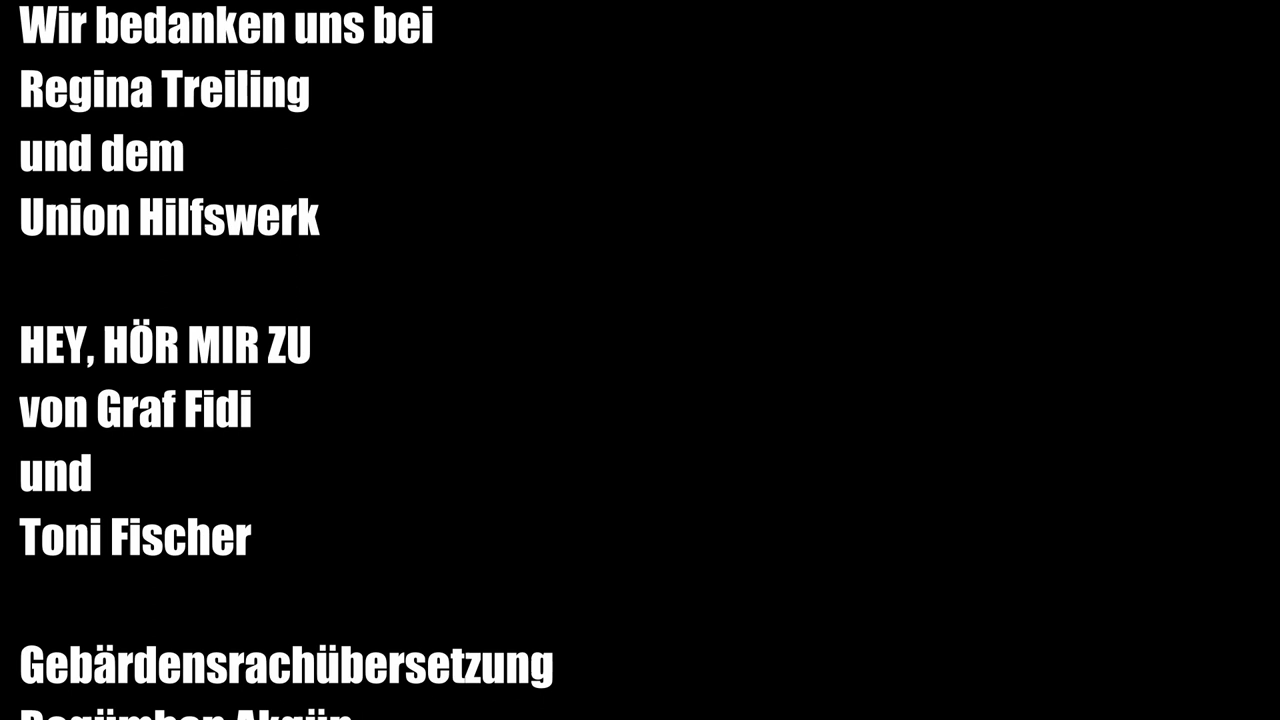 Wir bedanken uns bei
Regina Treiling
und dem
Union Hilfswerk
HEY, HÖR MIR ZU
von Graf Fidi
und
Toni Fischer
Gebärdensrachübersetzung